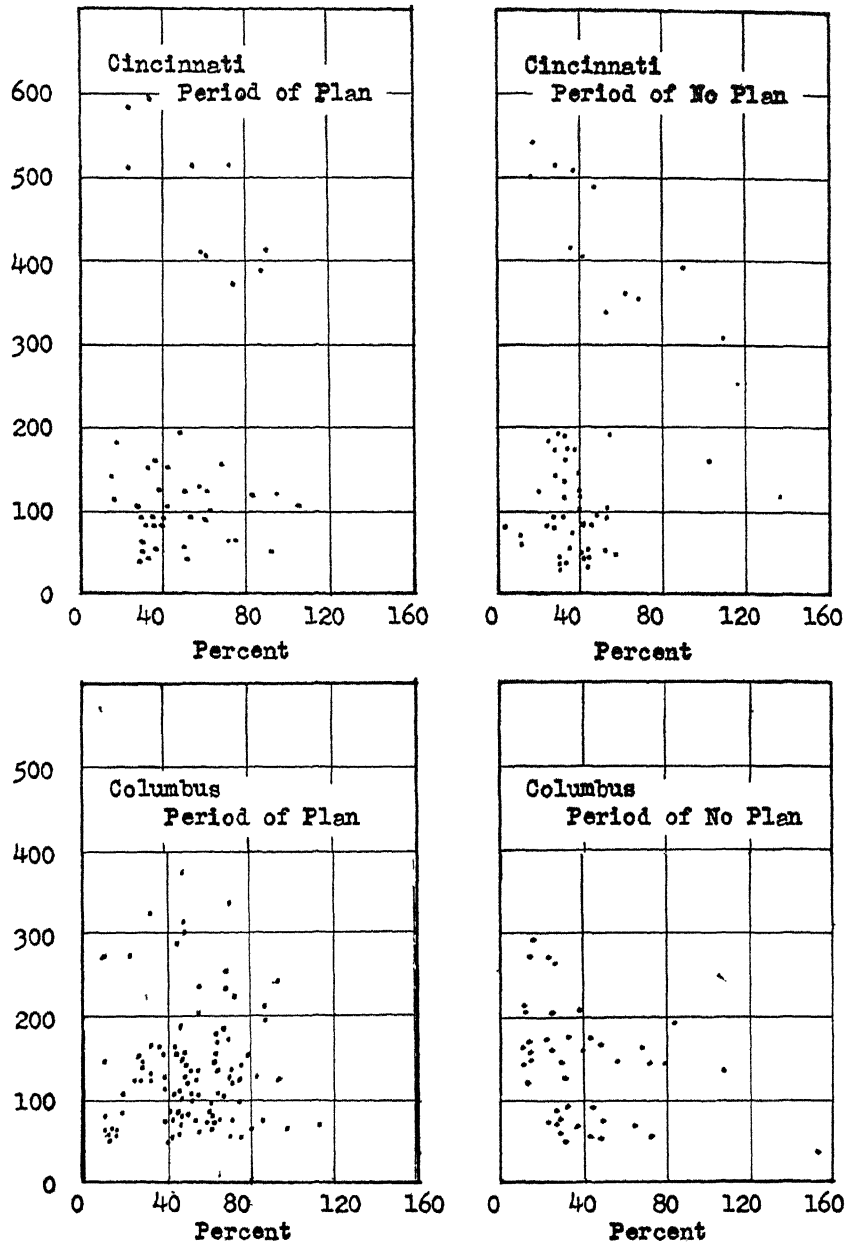 Cincinnati
Period of Plan
600
500
400
300
200
100
0
0 40 80 120 160
Percent
Cincinnati
Period of No Plan
0 40 80 120 160
Percent
Columbus
Period of Plan
500
400
300
200
100
0
0 40 80 120 160
Percent
Columbus
Period of No Plan
0 40 80 120 160
Percent